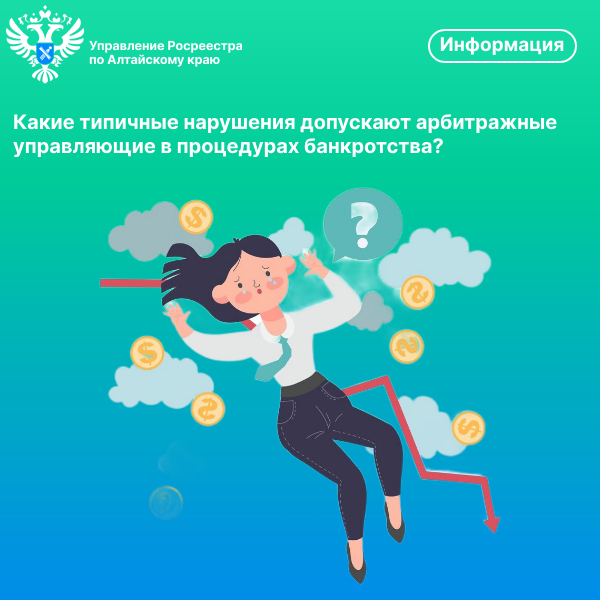 Управление Росреестра
по Алтайскому краю
Информация
Какие типичные нарушения допускают арбитражные
управляющие в процедурах банкротства?
?